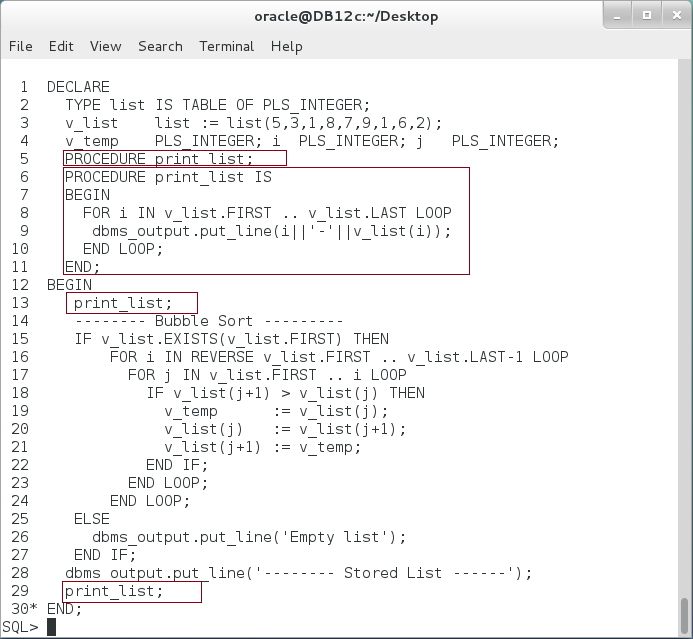 oracle@DB12c:~/Desktop
File Edit View Search Terminal Help
1 DECLARE
2 TYPE list IS TABLE OF PLS_INTEGER;
3 v_list list := list(5,3,1,8,7,9,1,6,2);
4 v_temp PLS_INTEGER; i PLS_INTEGER; j PLS_INTEGER;
5 PROCEDURE print_list;
6 PROCEDURE print_list IS
7 BEGIN
8 FOR i IN v_list.FIRST .. v_list.LAST LOOP
9 dbms_output.put_line(i||'-'||v_list(i));
10 END LOOP;
11 END;
12 BEGIN
13 print_list;
14 -------- Bubble Sort ---------
15 IF v_list.EXISTS(v_list.FIRST) THEN
16 FOR i IN REVERSE v_list.FIRST .. v_list.LAST-1 LOOP
17 FOR j IN v_list.FIRST .. i LOOP
18 IF v_list(j+1) > v_list(j) THEN
19 v_temp := v_list(j);
20 v_list(j) := v_list(j+1);
21 v_list(j+1) := v_temp;
22 END IF;
23 END LOOP;
24 END LOOP;
25 ELSE
26 dbms_output.put_line('Empty list');
27 END IF;
28 dbms_output.put_line('-------- Stored List ------');
29 print_list;
30* END;
SQL>